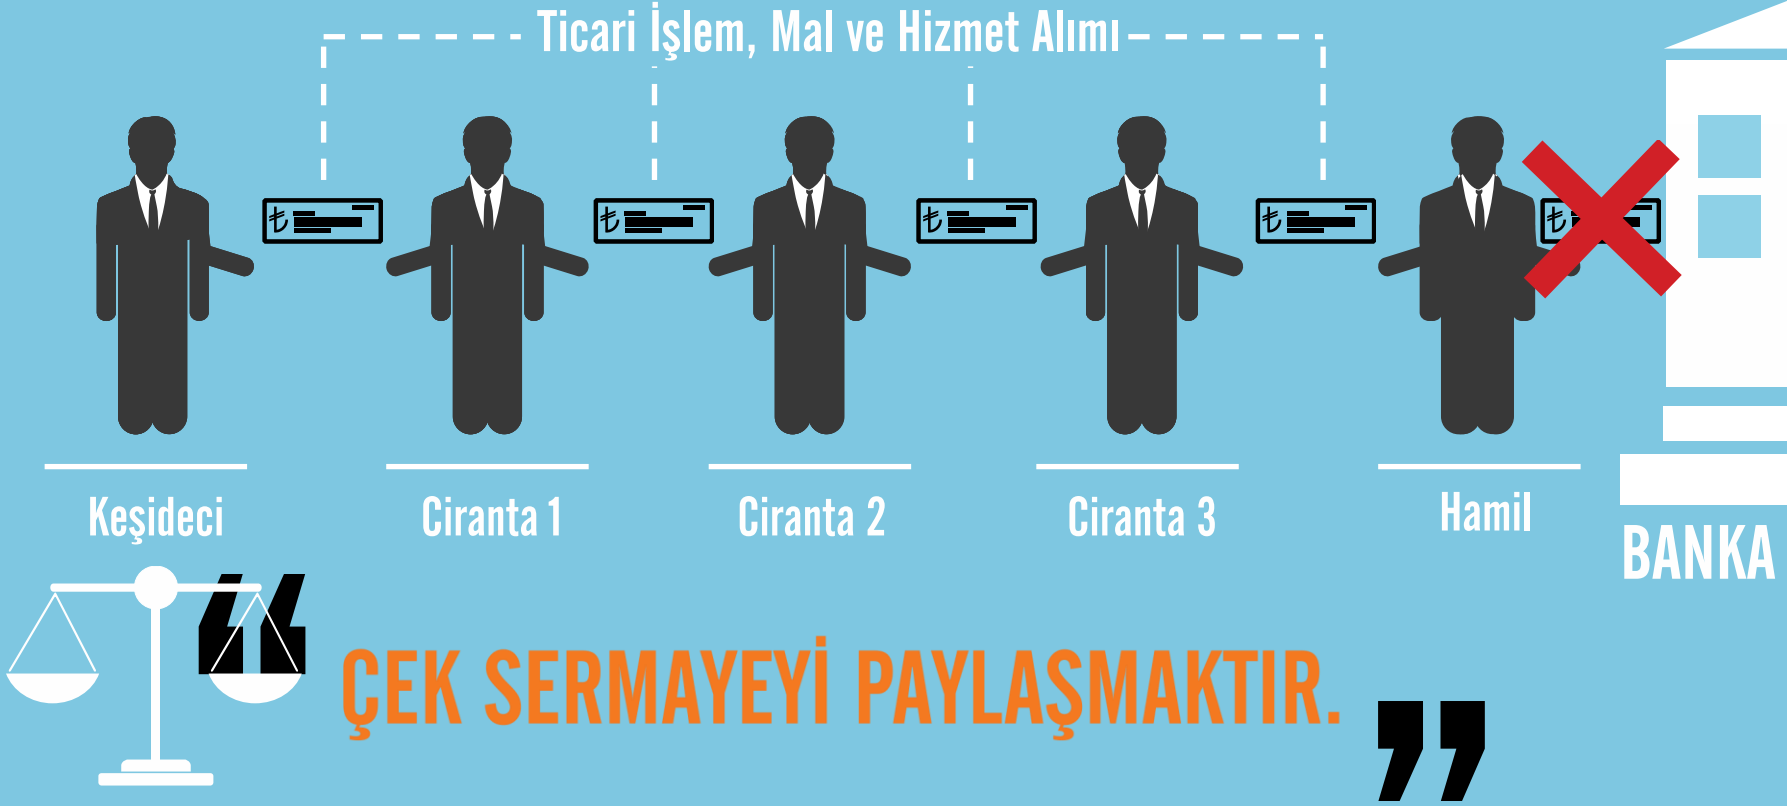 Ticari İşlem, Mal ve Hizmet Alımı
₺ ₺ ₺ ₺ ₺
Keşideci Ciranta 1 Ciranta 2 Ciranta 3 Hamil
BANKA
“ÇEK SERMAYEYİ PAYLAŞMAKTIR.”